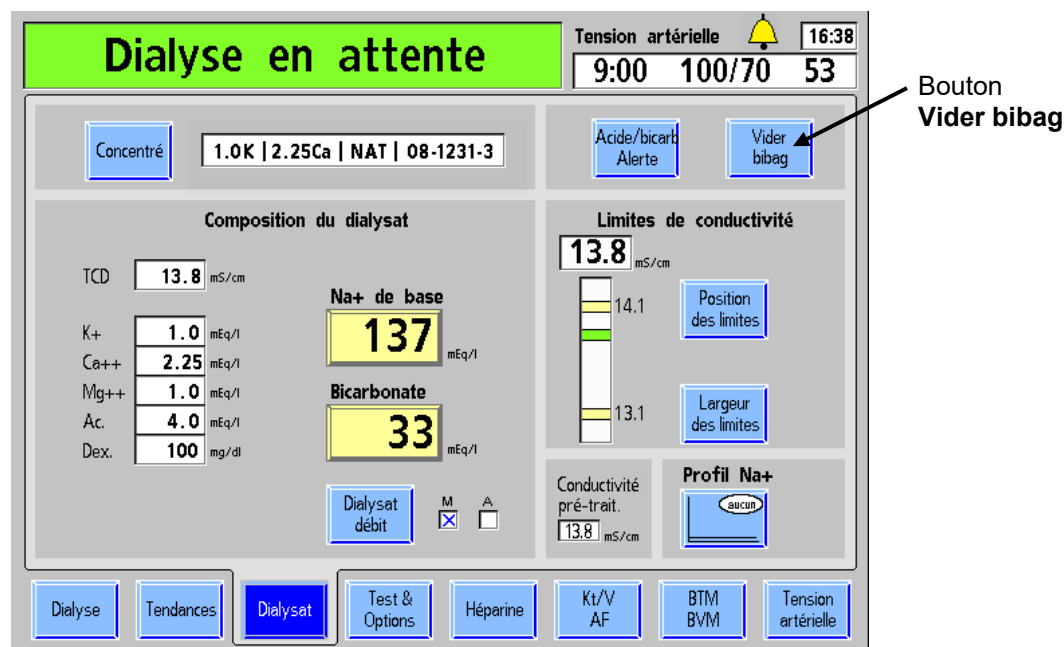 Dialyse en attente
Tension artérielle
16:38
9:00 100/70 53
Bouton
Vider bibag
Concentré
1.0K | 2.25Ca | NAT | 08-1231-3
Acide/bicarb
Alerte
Vider
bibag
Composition du dialysat
TCD 13.8 mS/cm
K+ 1.0 mEq/l
Ca++ 2.25 mEq/l
Mg++ 1.0 mEq/l
Ac. 4.0 mEq/l
Dex. 100 mg/dl
Na+ de base
137 mEq/l
Bicarbonate
33 mEq/l
Dialysat
débit
M A
Limites de conductivité
13.8 mS/cm
14.1
13.1
Position
des limites
Largeur
des limites
Conductivité
pré-trait.
13.8 mS/cm
Profil Na+
aucun
Dialyse
Tendances
Dialysat
Test &
Options
Héparine
Kt/V
AF
BTM
BVM
Tension
artérielle